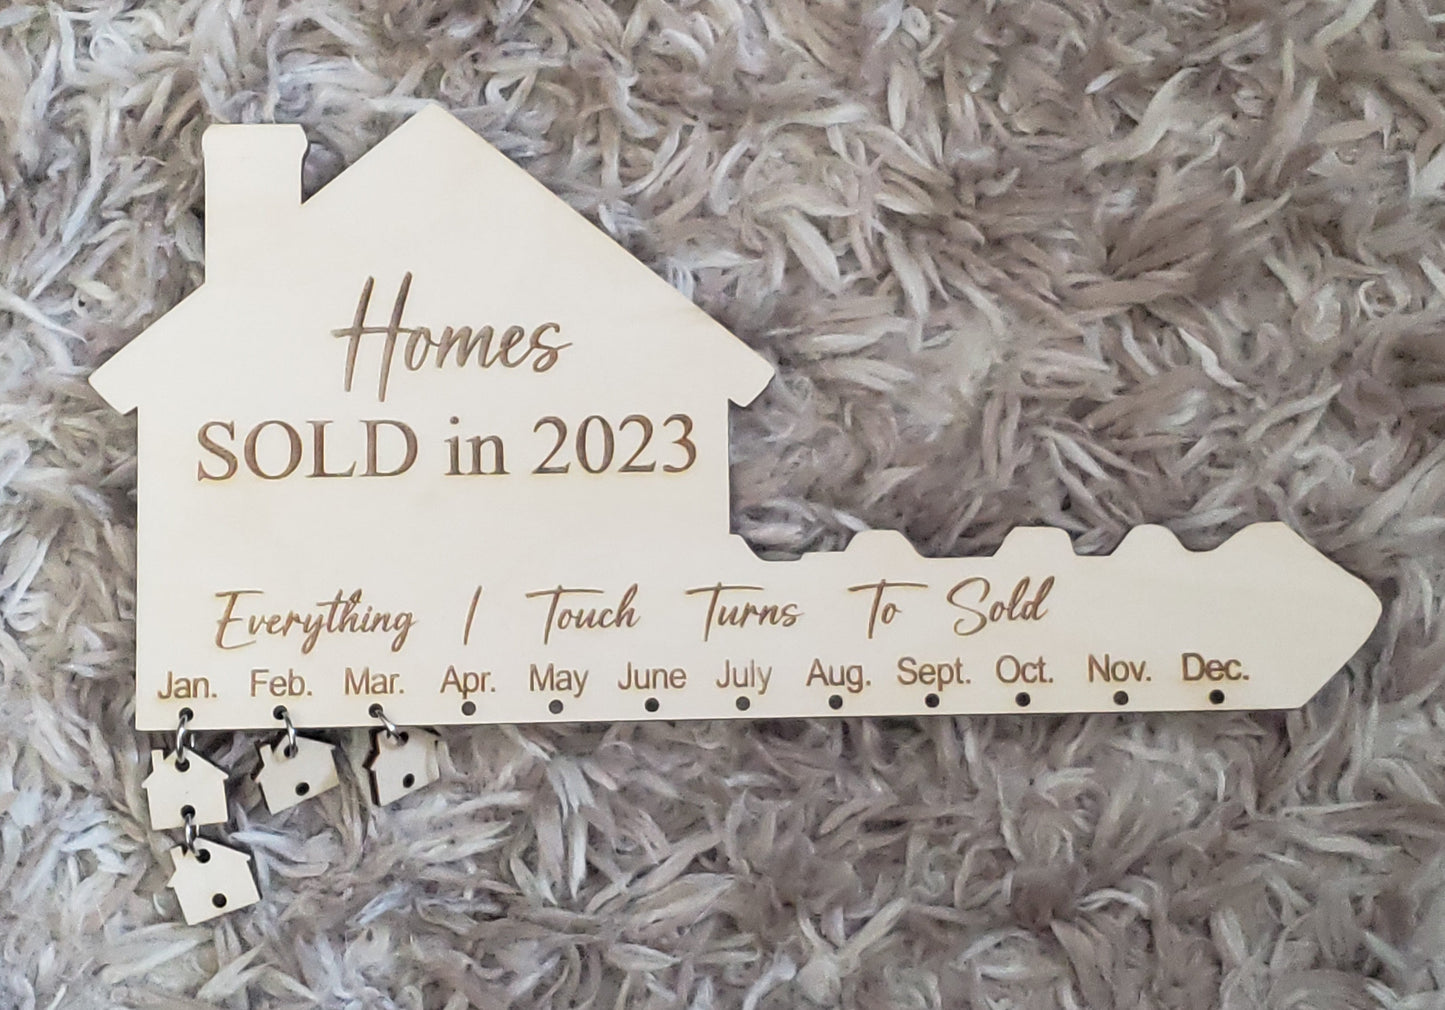 Homes
SOLD in 2023
Everything I Touch Turns To Sold
Jan. Feb. Mar. Apr. May June July Aug. Sept. Oct. Nov. Dec.